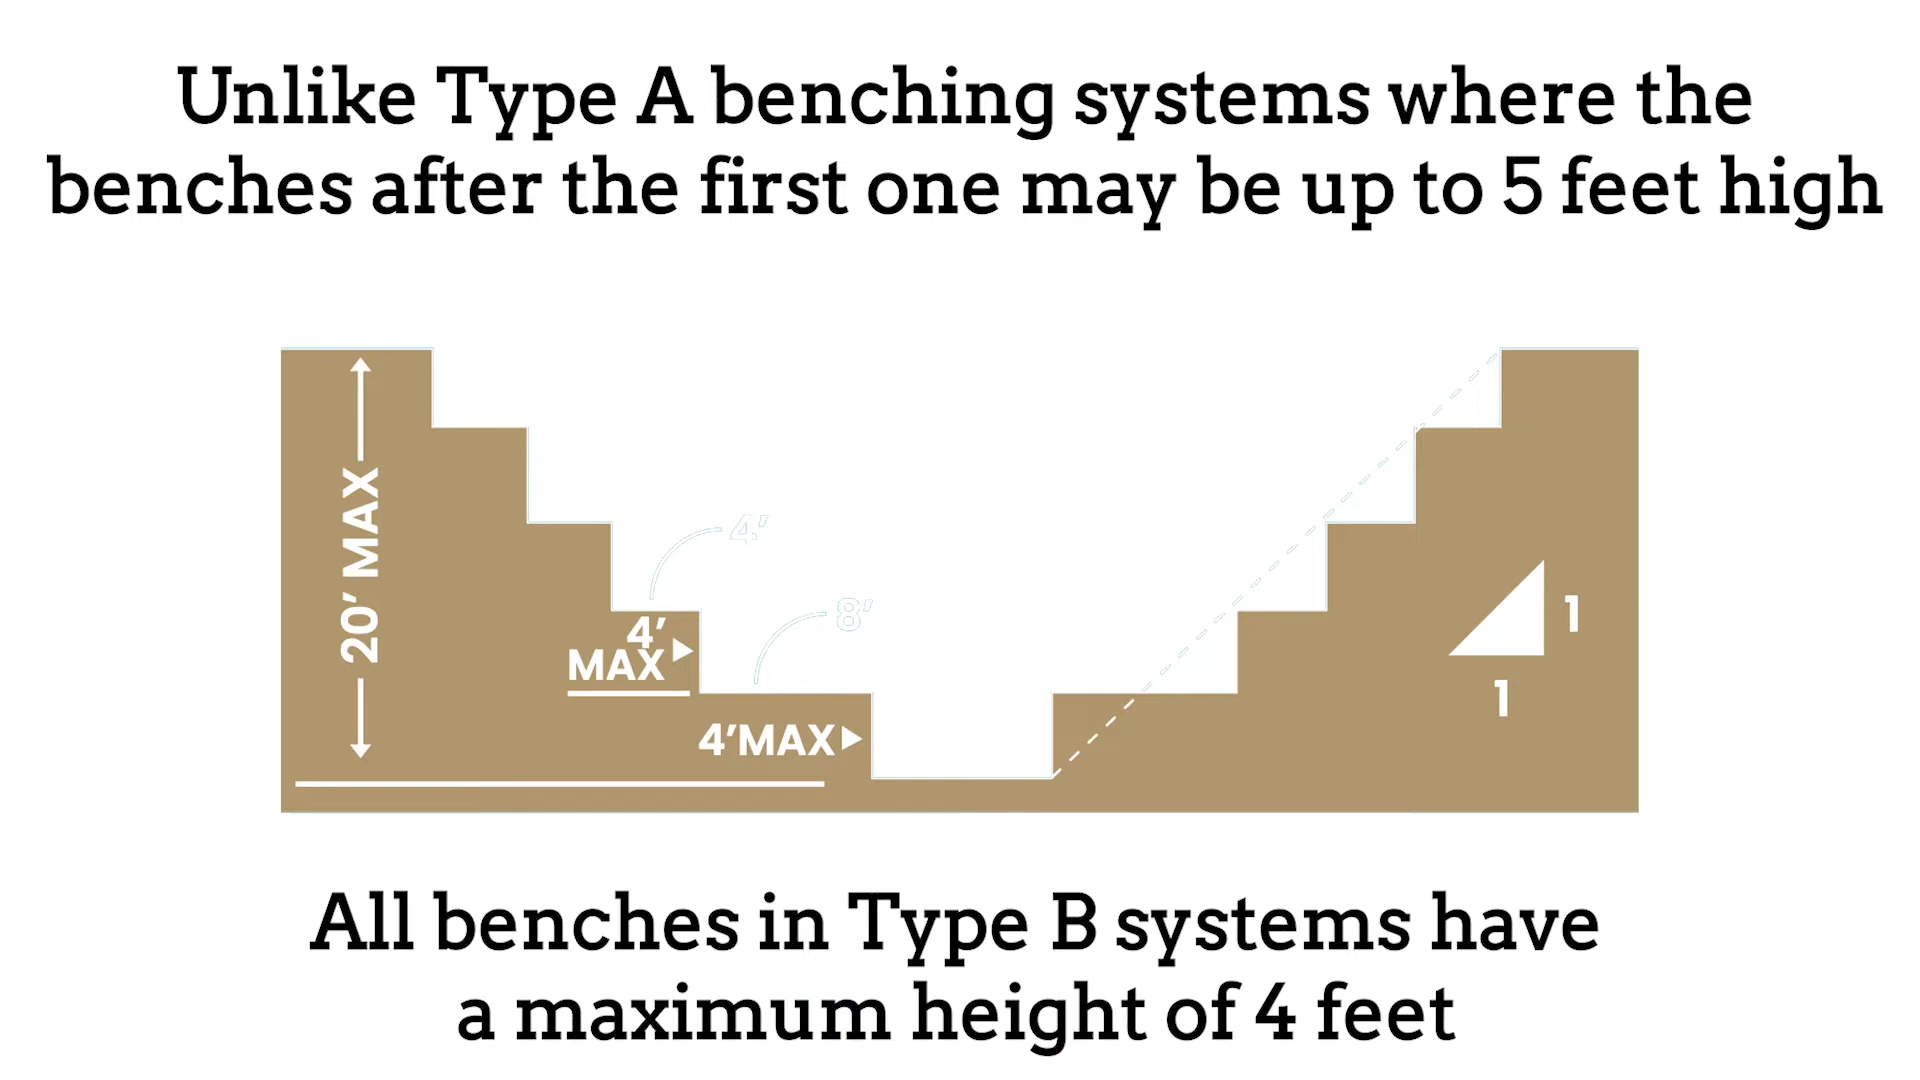 Unlike Type A benching systems where the
benches after the first one may be up to 5 feet high
20' MAX
4'
8'
4'
MAX
4'MAX
1
1
All benches in Type B systems have
a maximum height of 4 feet